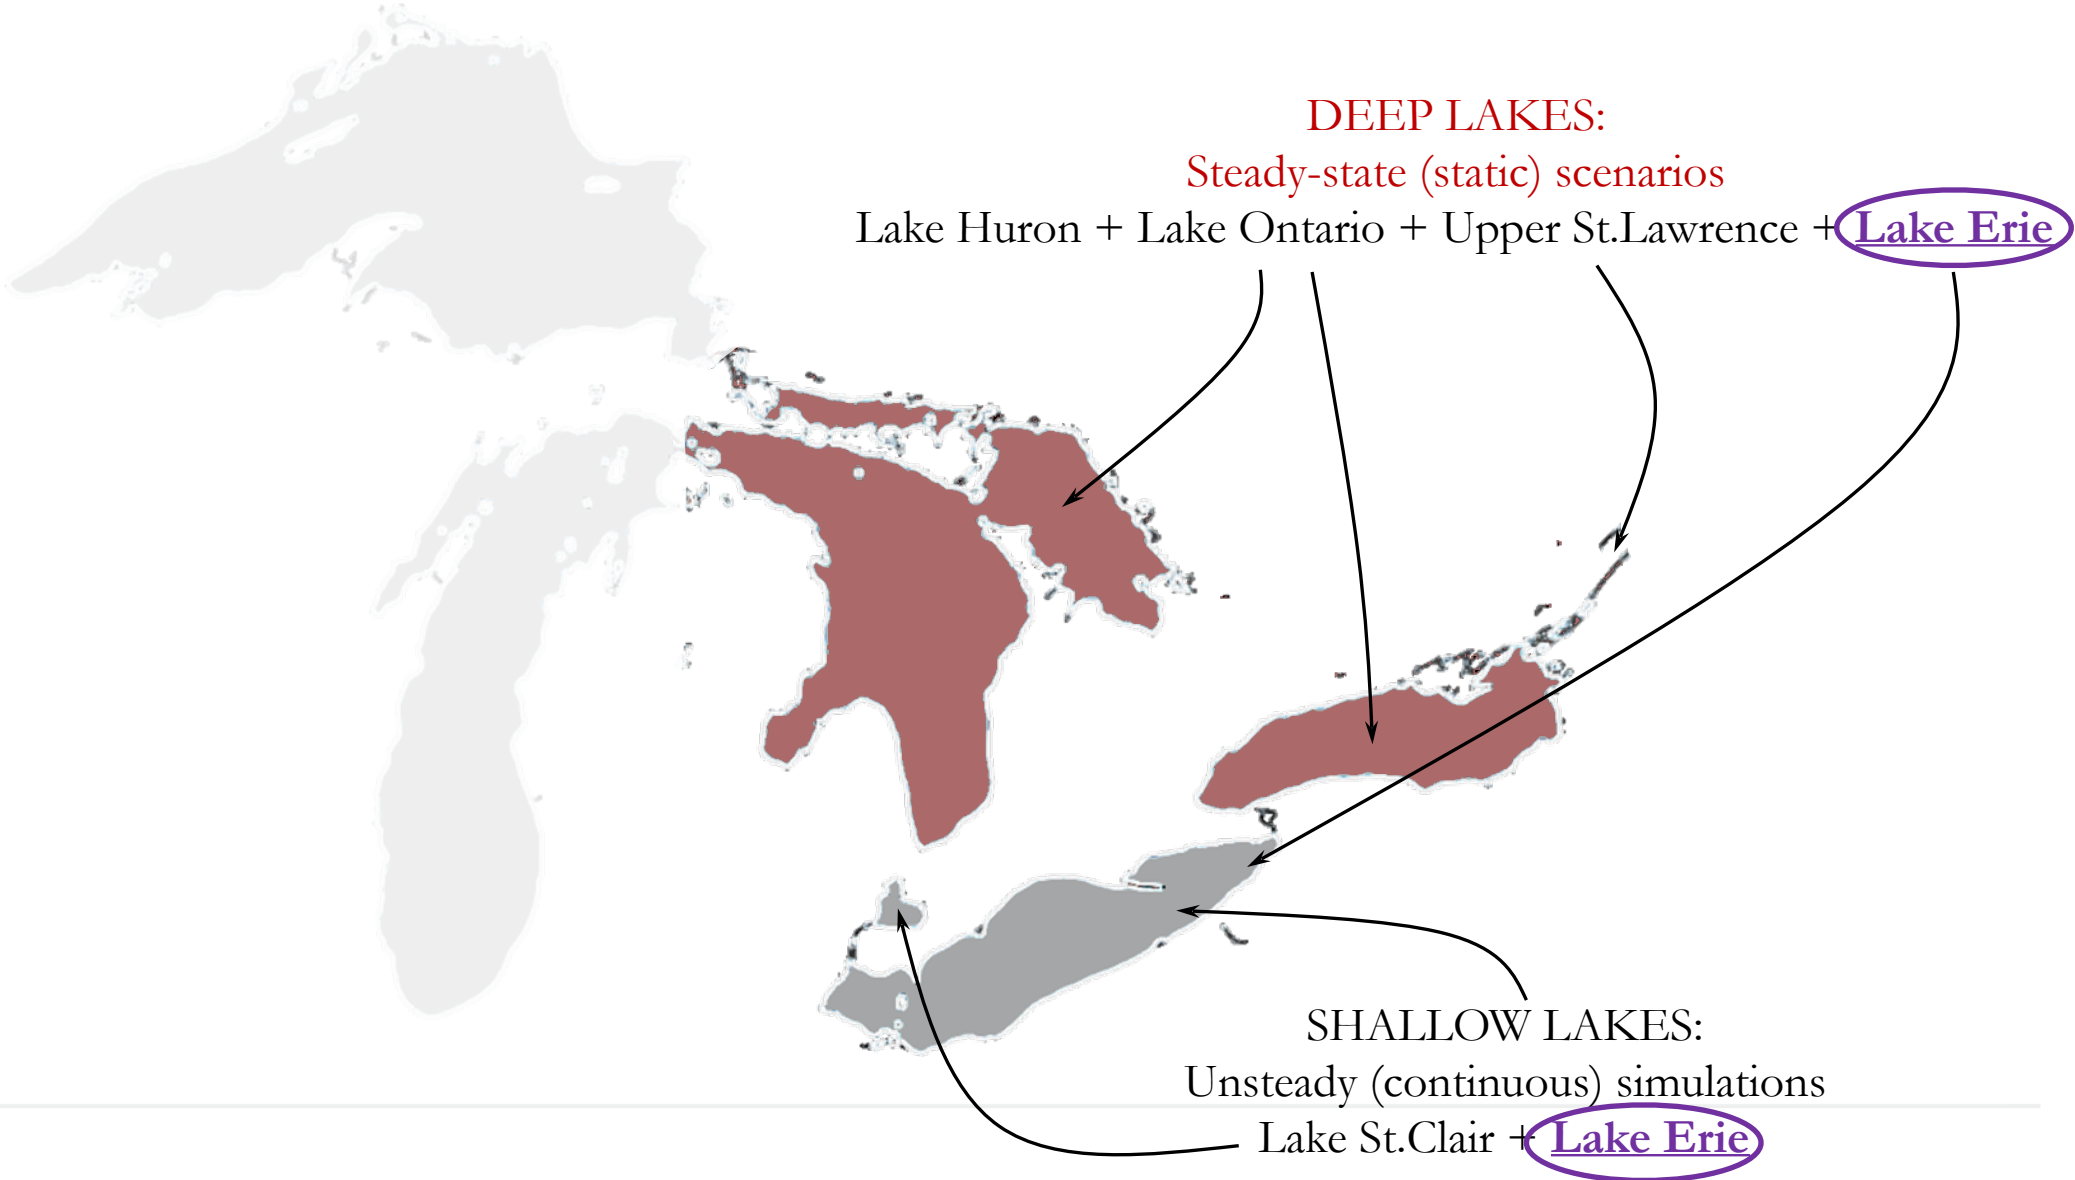 DEEP LAKES:
Steady-state (static) scenarios
Lake Huron + Lake Ontario + Upper St.Lawrence + Lake Erie
SHALLOW LAKES:
Unsteady (continuous) simulations
Lake St.Clair + Lake Erie